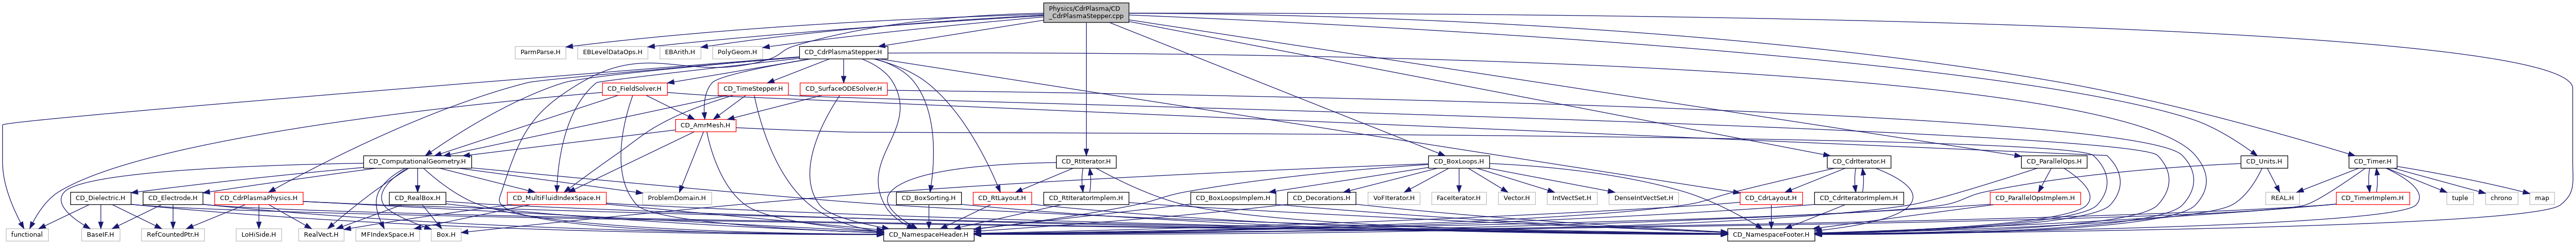 Physics/CdrPlasma/CD
_CdrPlasmaStepper.cpp
ParmParse.H
EBLevelDataOps.H
EBArith.H
PolyGeom.H
CD_CdrPlasmaStepper.H
CD_FieldSolver.H
CD_TimeStepper.H
CD_SurfaceODESolver.H
CD_AmrMesh.H
CD_ComputationalGeometry.H
CD_RtIterator.H
CD_BoxLoops.H
CD_CdrIterator.H
CD_ParallelOps.H
CD_Units.H
CD_Timer.H
CD_Dielectric.H
CD_Electrode.H
CD_CdrPlasmaPhysics.H
CD_RealBox.H
CD_MultiFluidIndexSpace.H
ProblemDomain.H
CD_BoxSorting.H
CD_RtLayout.H
CD_RtIteratorImplem.H
CD_BoxLoopsImplem.H
CD_Decorations.H
VoFIterator.H
FaceIterator.H
Vector.H
IntVectSet.H
DenseIntVectSet.H
CD_CdrLayout.H
CD_CdrIteratorImplem.H
CD_ParallelOpsImplem.H
REAL.H
CD_TimerImplem.H
tuple
chrono
map
functional
BaseIF.H
RefCountedPtr.H
LoHiSide.H
RealVect.H
MFIndexSpace.H
Box.H
CD_NamespaceHeader.H
CD_NamespaceFooter.H